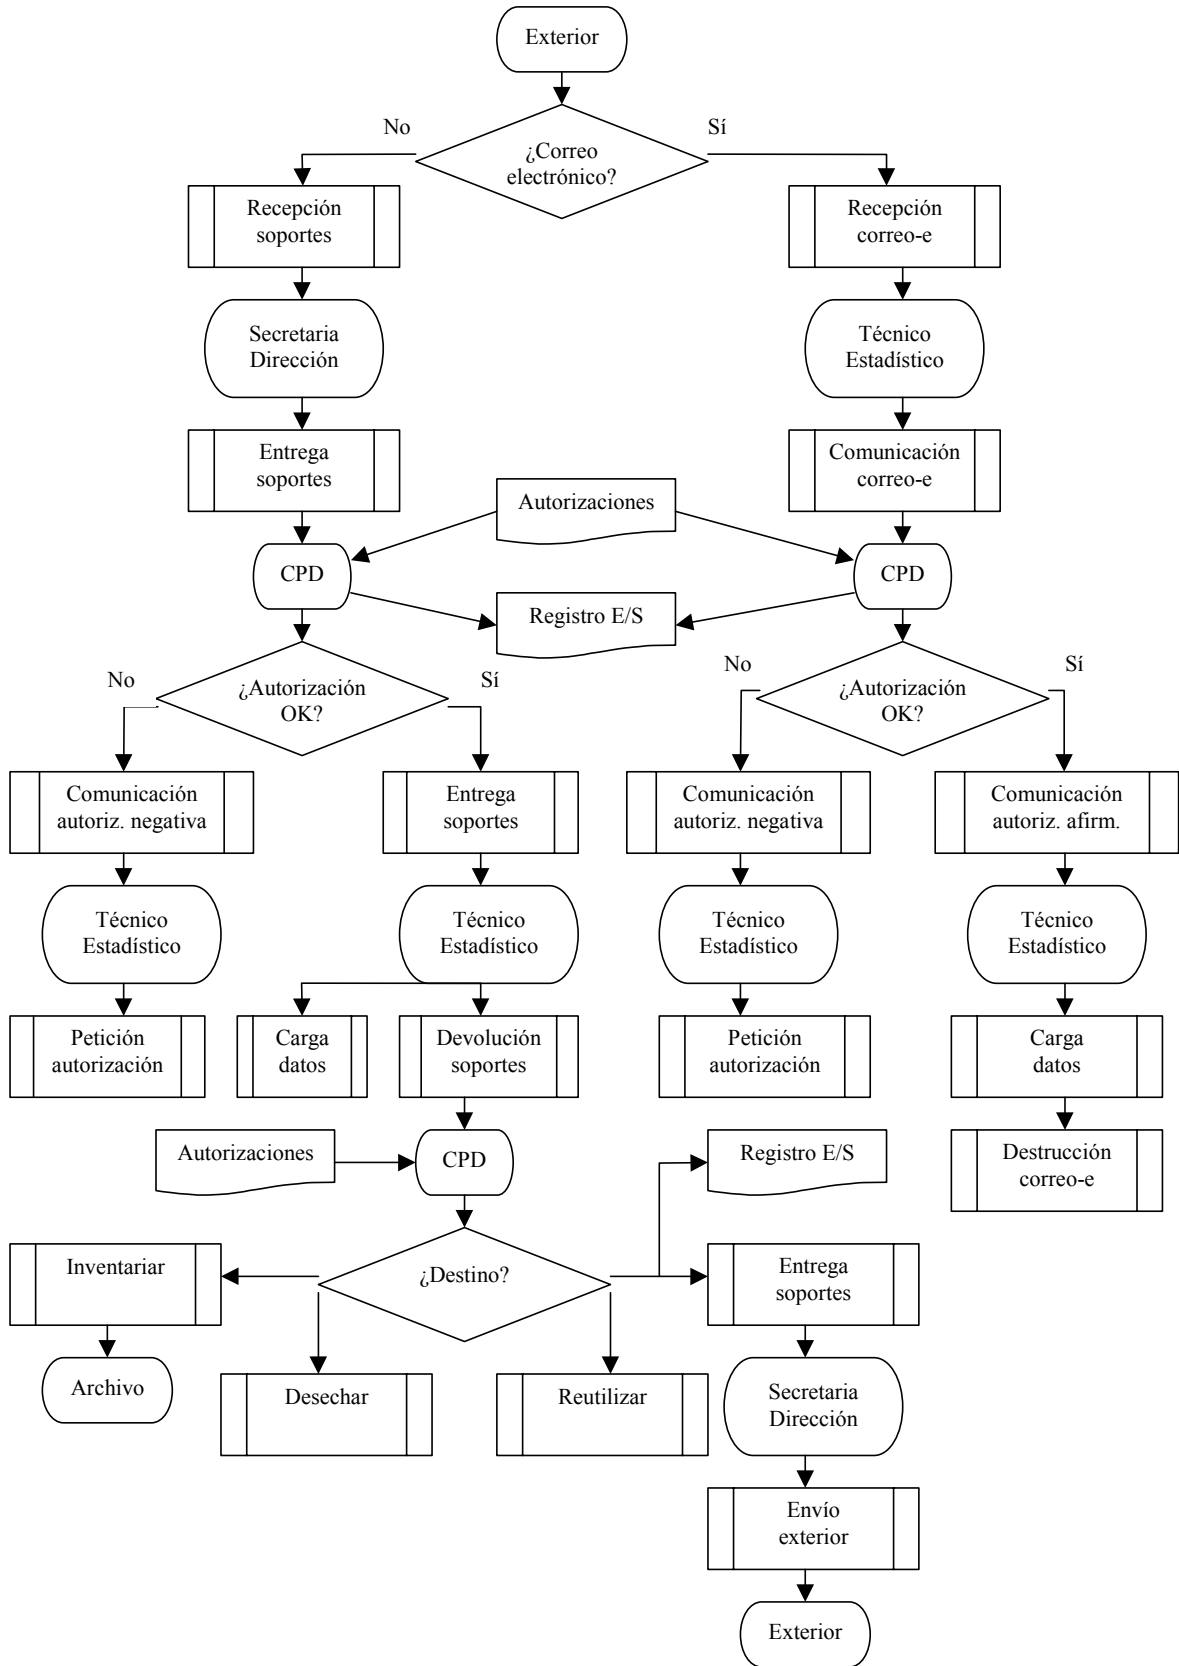 Exterior
No
Sí
¿Correo
electrónico?
Recepción
soportes
Recepción
correo-e
Secretaria
Dirección
Técnico
Estadístico
Entrega
soportes
Comunicación
correo-e
Autorizaciones
CPD
CPD
Registro E/S
No
¿Autorización
OK?
Sí
No
¿Autorización
OK?
Sí
Comunicación
autoriz. negativa
Entrega
soportes
Comunicación
autoriz. negativa
Comunicación
autoriz. afirm.
Técnico
Estadístico
Técnico
Estadístico
Técnico
Estadístico
Técnico
Estadístico
Petición
autorización
Carga
datos
Devolución
soportes
Petición
autorización
Carga
datos
Autorizaciones
CPD
Registro E/S
Destrucción
correo-e
Inventariar
¿Destino?
Entrega
soportes
Archivo
Desechar
Reutilizar
Secretaria
Dirección
Envío
exterior
Exterior